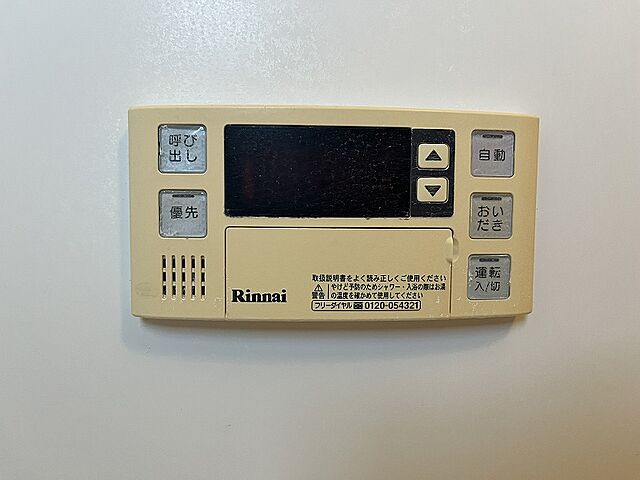 呼び
出し
優先
自動
おい
だき
運転
入/切
取扱説明書をよく読み正しくご使用ください
警告 やけど予防のためシャワー・入浴の際はお湯
の温度を確かめて使用してください
フリーダイヤル 0120-054321
Rinnai